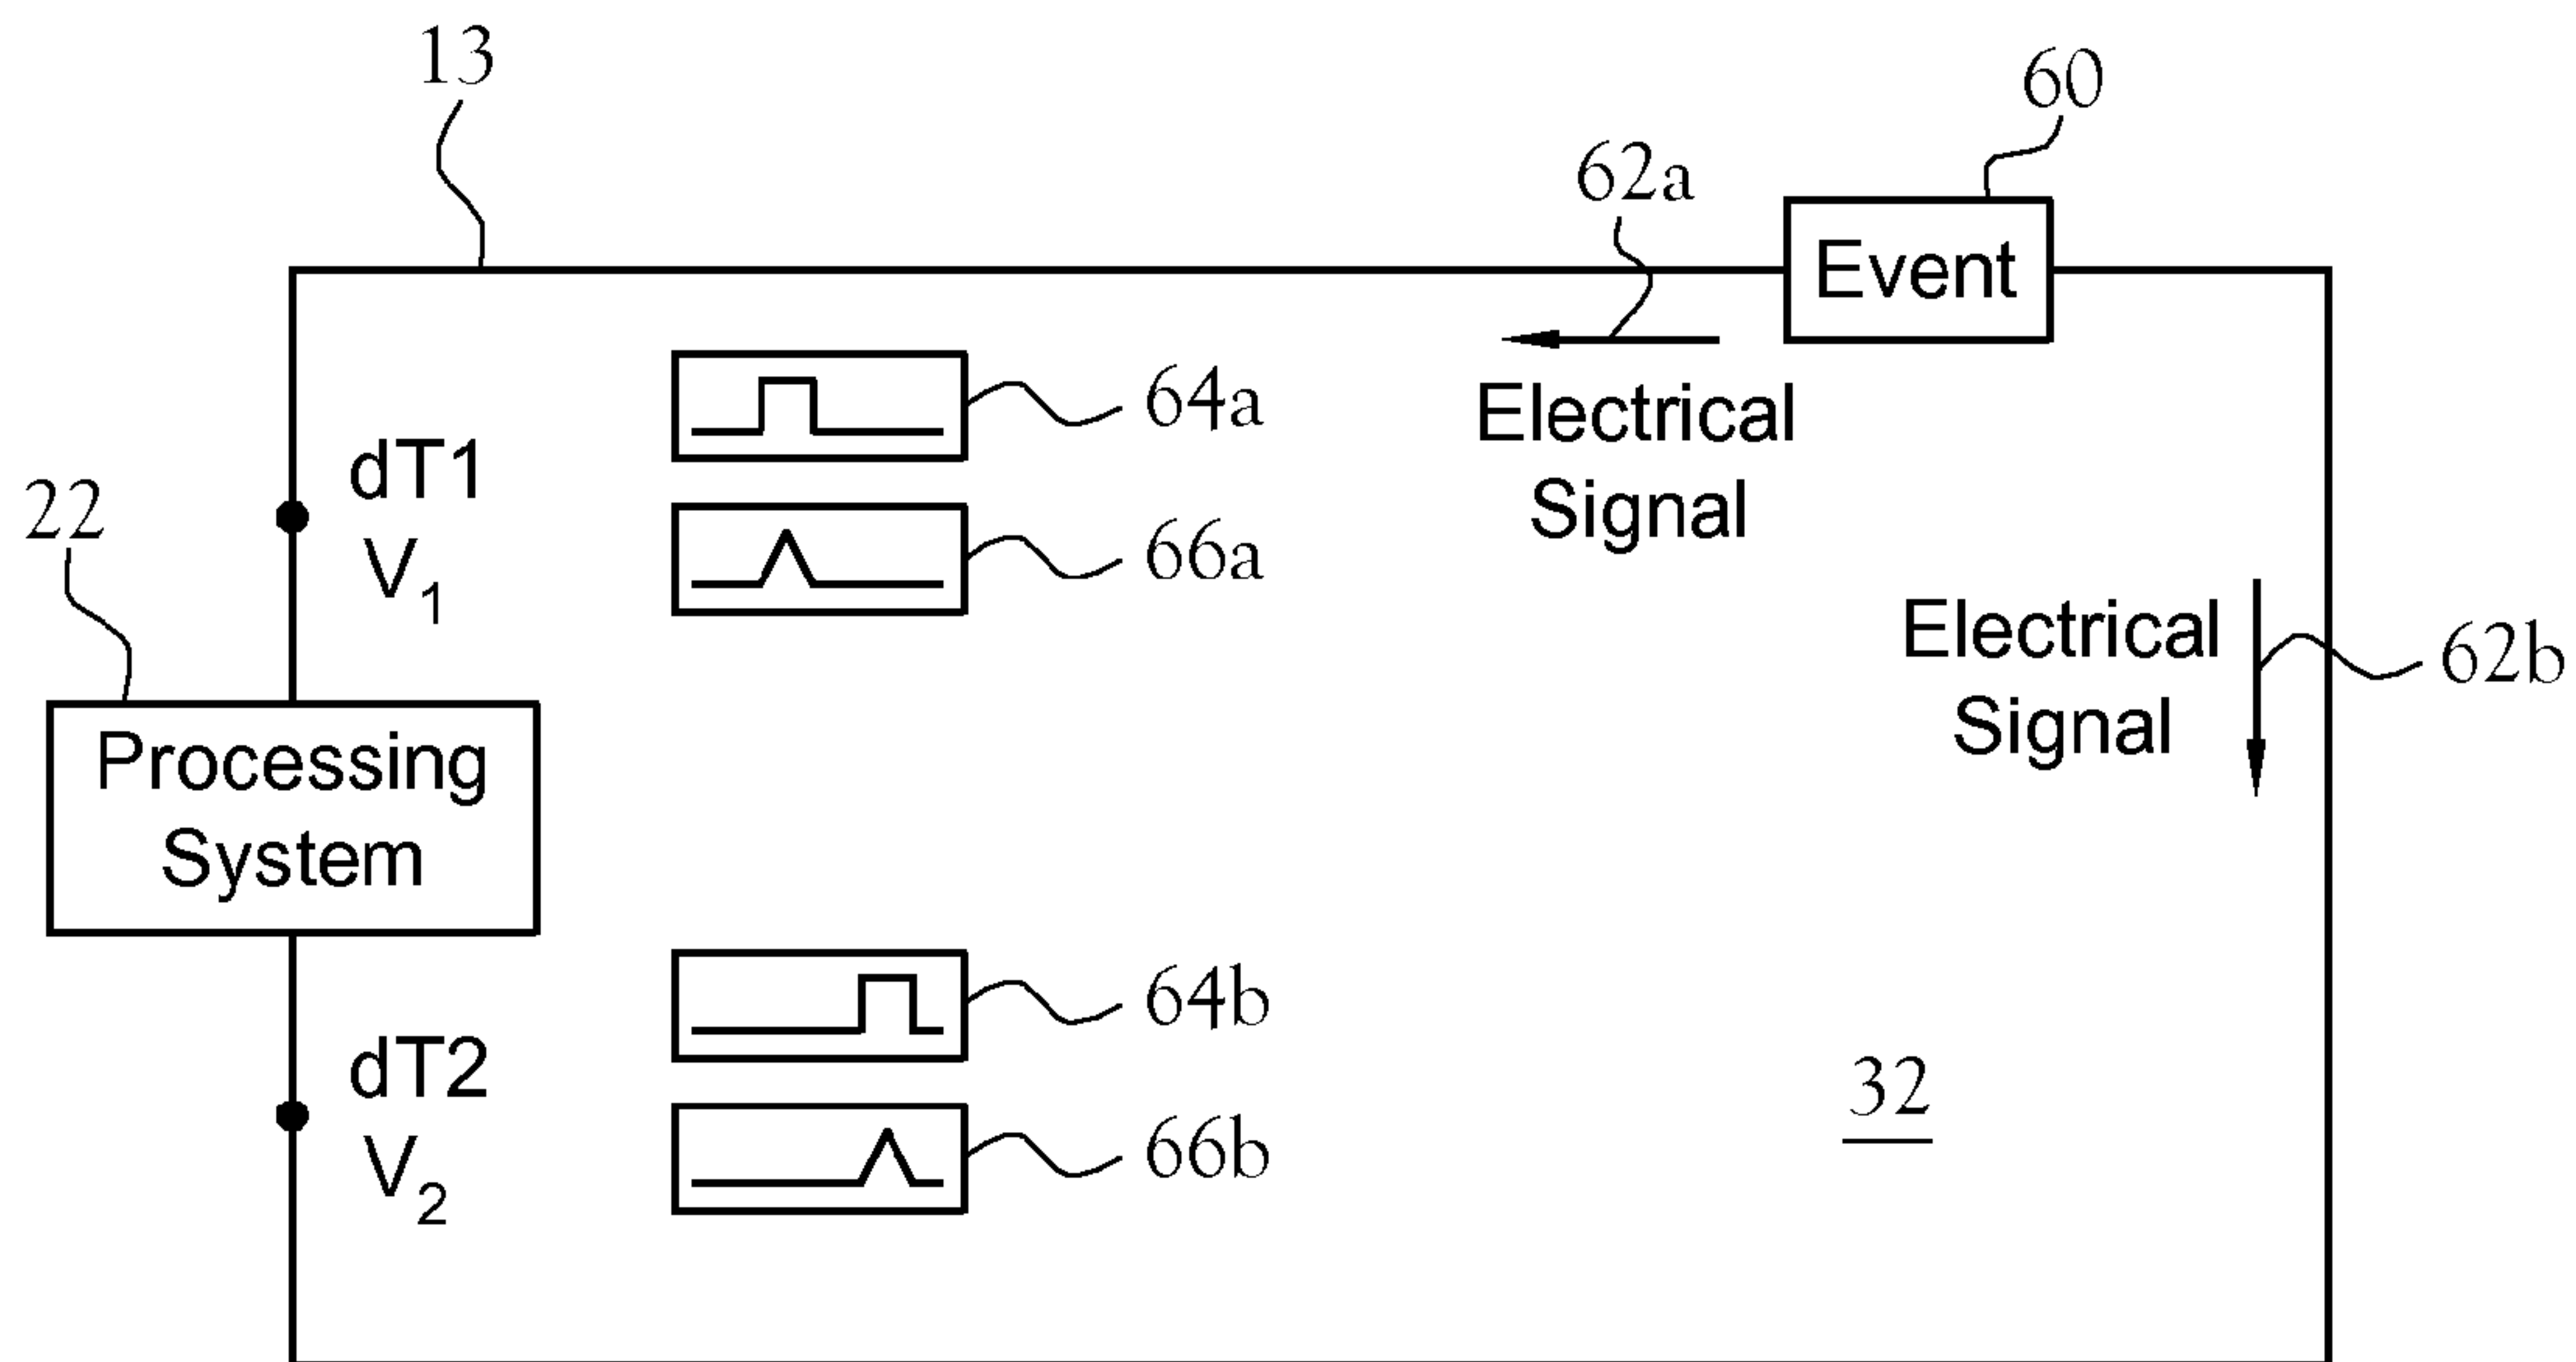 13
60
62a
Event
64a
Electrical
Signal
dT1
V1
22
66a
Electrical
Signal
62b
Processing
System
64b
dT2
V2
32
66b